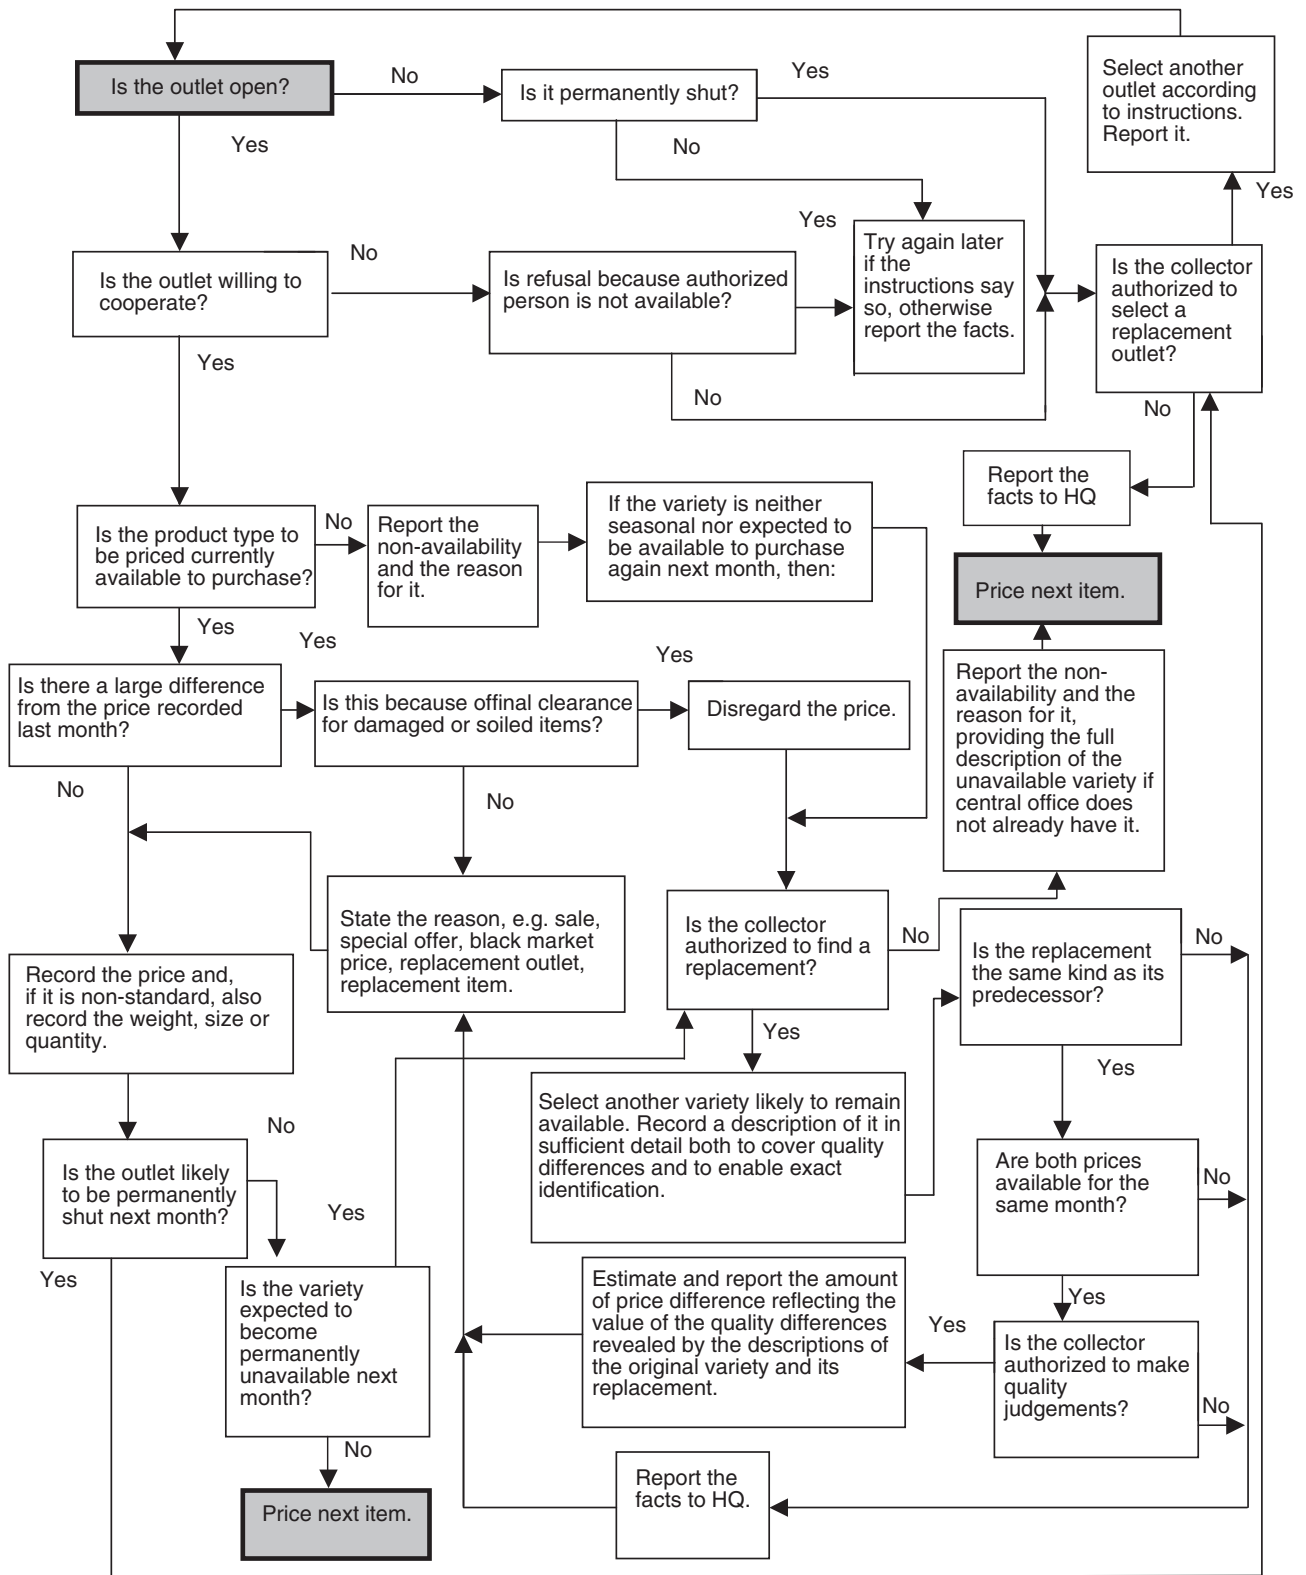 Is the outlet open?
No
Is it permanently shut?
Yes
Select another
outlet according
to instructions.
Report it.
Yes
No
Yes
Is the outlet willing to
cooperate?
No
Is refusal because authorized
person is not available?
Yes
Try again later
if the
instructions say
so, otherwise
report the facts.
Is the collector
authorized to
select a
replacement
outlet?
Yes
No
No
Report the
facts to HQ
Price next item.
Is the product type to
be priced currently
available to purchase?
No
Report the
non-availability
and the reason
for it.
If the variety is neither
seasonal nor expected to
be available to purchase
again next month, then:
Yes
Yes
Yes
Is there a large difference
from the price recorded
last month?
Is this because offinal clearance
for damaged or soiled items?
Disregard the price.
Report the non-
availability and the
reason for it,
providing the full
description of the
unavailable variety if
central office does
not already have it.
No
No
State the reason, e.g. sale,
special offer, black market
price, replacement outlet,
replacement item.
Is the collector
authorized to find a
replacement?
No
Is the replacement
the same kind as its
predecessor?
No
Record the price and,
if it is non-standard, also
record the weight, size or
quantity.
Yes
Yes
Select another variety likely to remain
available. Record a description of it in
sufficient detail both to cover quality
differences and to enable exact
identification.
No
Is the outlet likely
to be permanently
shut next month?
Are both prices
available for the
same month?
No
Yes
Yes
Is the variety
expected to
become
permanently
unavailable next
month?
Estimate and report the amount
of price difference reflecting the
value of the quality differences
revealed by the descriptions of
the original variety and its
replacement.
Yes
Yes
Is the collector
authorized to make
quality
judgements?
No
No
Report the
facts to HQ.
Price next item.